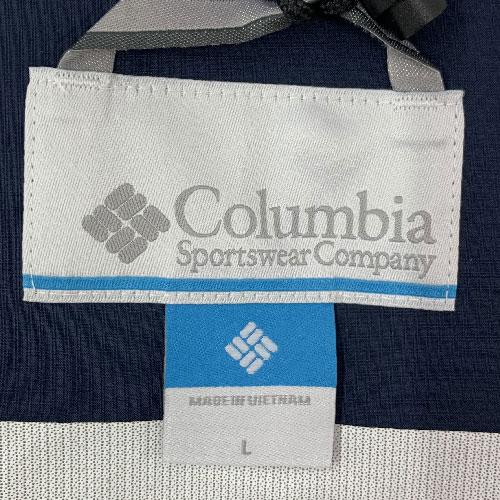 Columbia
Sportswear Company
MADE IN VIETNAM
L